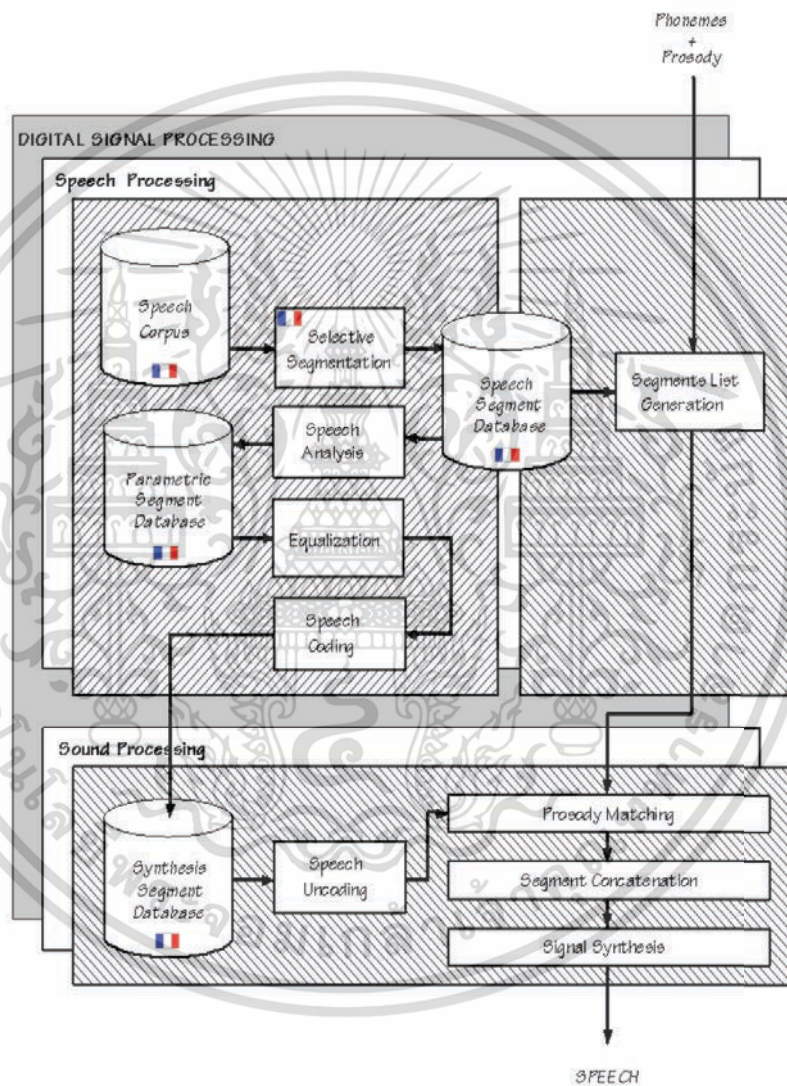 Phonemes
+
Prosody
DIGITAL SIGNAL PROCESSING
Speech Processing
Speech
Corpus
Selective
Segmentation
Speech
Segment
Database
Segments List
Generation
Speech
Analysis
Parametric
Segment
Database
Equalization
Speech
Coding
Sound Processing
Synthesis
Segment
Database
Speech
Uncoding
Prosody Matching
Segment Concatenation
Signal Synthesis
SPEECH